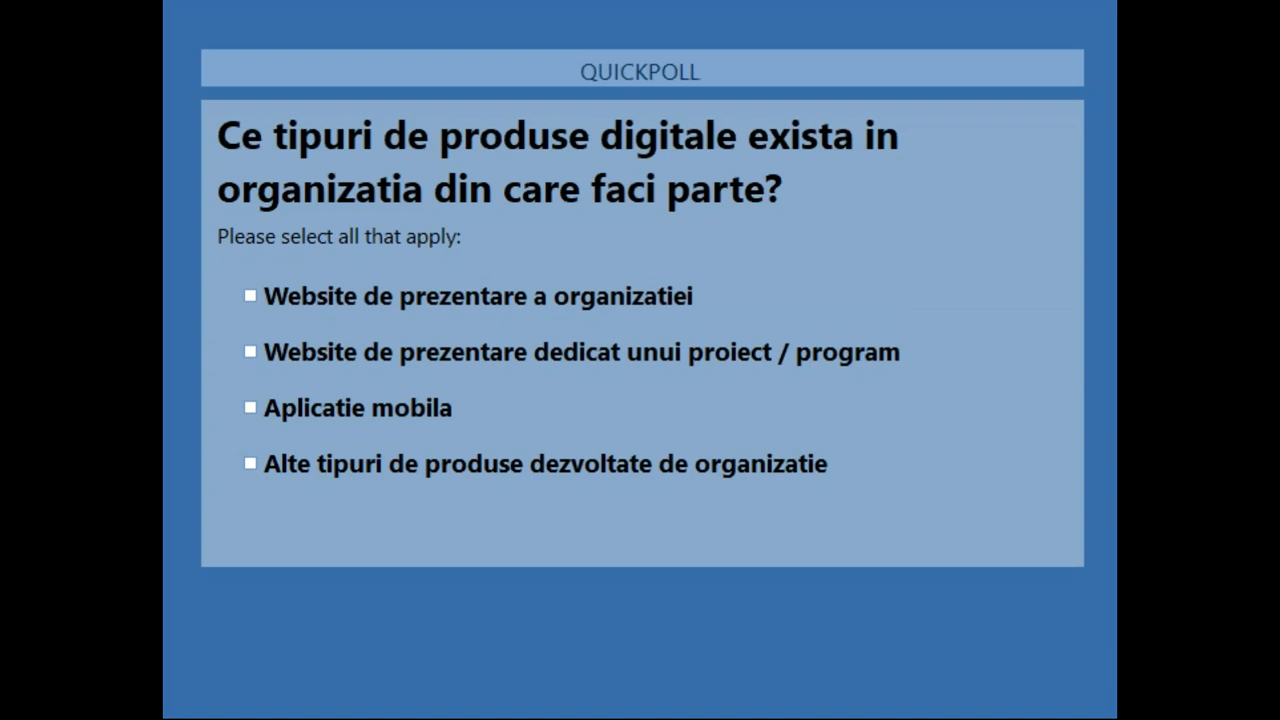 QUICKPOLL
Ce tipuri de produse digitale exista in
organizatia din care faci parte?
Please select all that apply:
Website de prezentare a organizatiei
Website de prezentare dedicat unui proiect / program
Aplicatie mobila
Alte tipuri de produse dezvoltate de organizatie